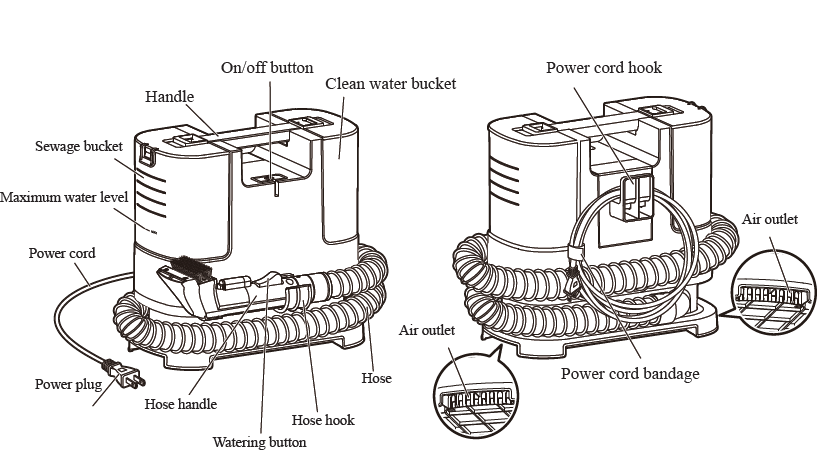 On/off button
Power cord hook
Clean water bucket
Handle
Sewage bucket
Maximum water level
Air outlet
Power cord
Air outlet
Power cord bandage
Hose
Power plug
Hose handle
Hose hook
Watering button